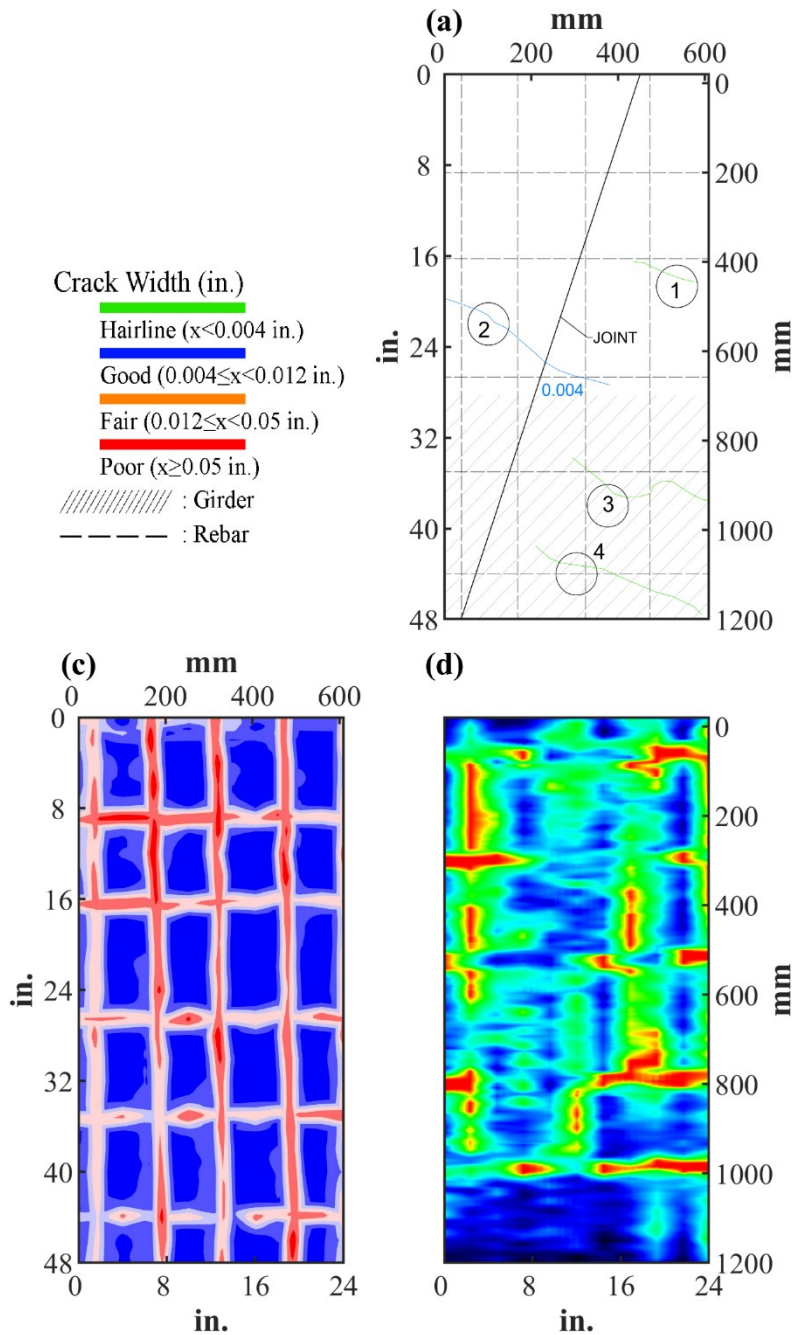 (a)
mm
0 200 400 600
0
8
16
24
32
40
48
in.
0
200
400
600
800
1000
1200
mm
1
2
JOINT
0.004
3
4
Crack Width (in.)
Hairline (x<0.004 in.)
Good (0.004≤x<0.012 in.)
Fair (0.012≤x<0.05 in.)
Poor (x≥0.05 in.)
: Girder
: Rebar
(c)
mm
0 200 400 600
0
8
16
24
32
40
48
in.
0 8 16 24
in.
(d)
0
200
400
600
800
1000
1200
mm
0 8 16 24
in.